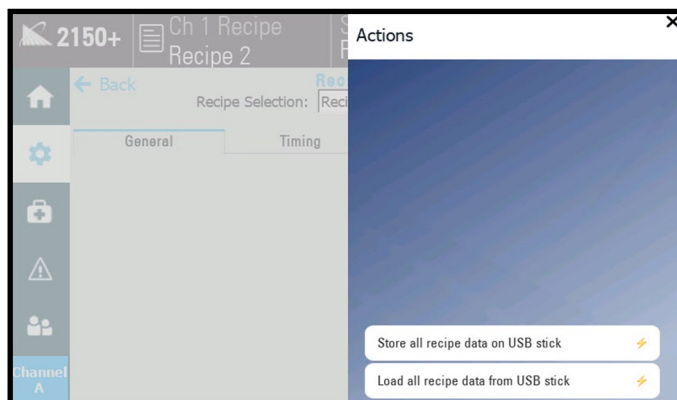 2150+
Ch 1 Recipe
Recipe 2
Actions
Back
Recipe Selection:
General
Timing
Store all recipe data on USB stick
Load all recipe data from USB stick
Channel
A